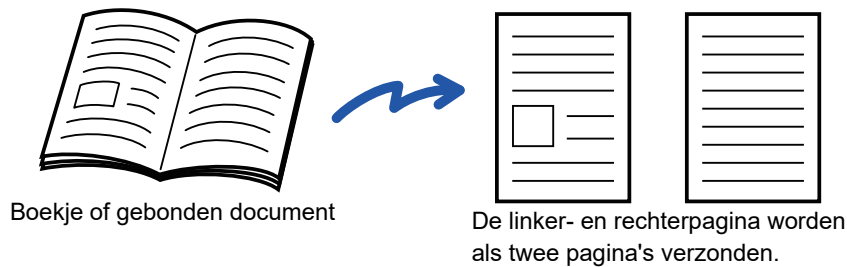 Boekje of gebonden document
De linker- en rechterpagina worden
als twee pagina's verzonden.